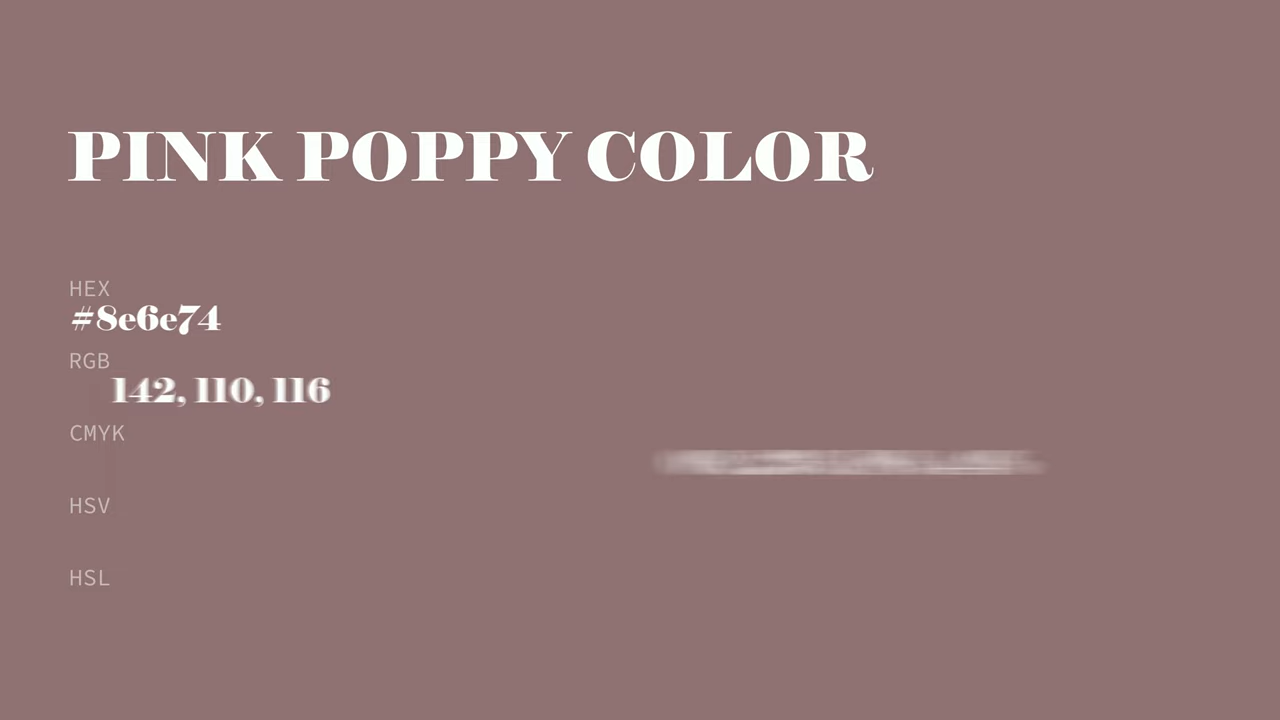 PINK POPPY COLOR
HEX
#8e6e74
RGB
142, 110, 116
CMYK
HSV
HSL